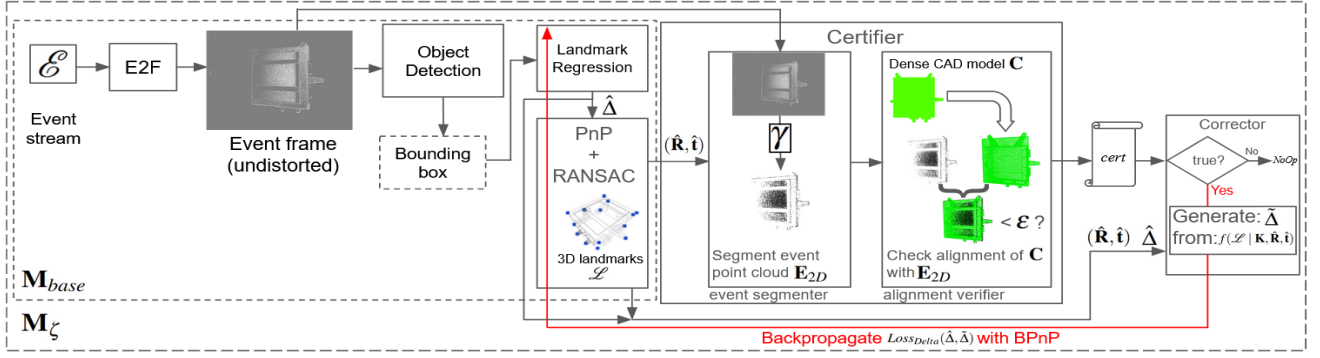 ℰ
E2F
Event
stream
Event frame
(undistorted)
Object
Detection
Bounding
box
Landmark
Regression
Δ̂
PnP
+
RANSAC
3D landmarks
ℒ
(R̂, t̂)
Certifier
γ
Segment event
point cloud E₂D
event segmenter
Dense CAD model C
< ε ?
Check alignment of C
with E₂D
alignment verifier
cert
Corrector
true?
No
NoOp
Yes
Generate: Δ̃
from: f(ℒ | K, R̂, t̂)
(R̂, t̂) Δ̂
M_base
M_ζ
Backpropagate Loss_Delta(Δ̂, Δ̃) with BPnP